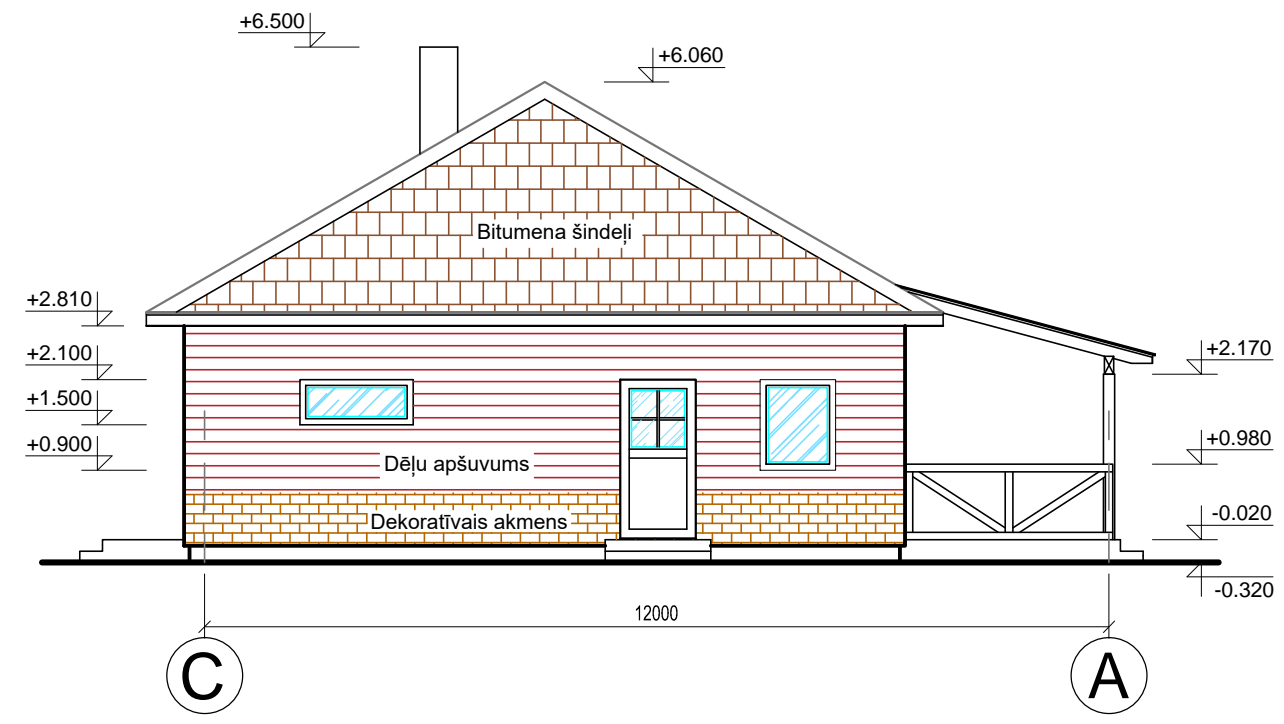 +6.500
+6.060
Bitumena šindeļi
+2.810
+2.100
+2.170
+1.500
+0.900
+0.980
Dēļu apšuvums
Dekoratīvais akmens
-0.020
-0.320
12000
C
A